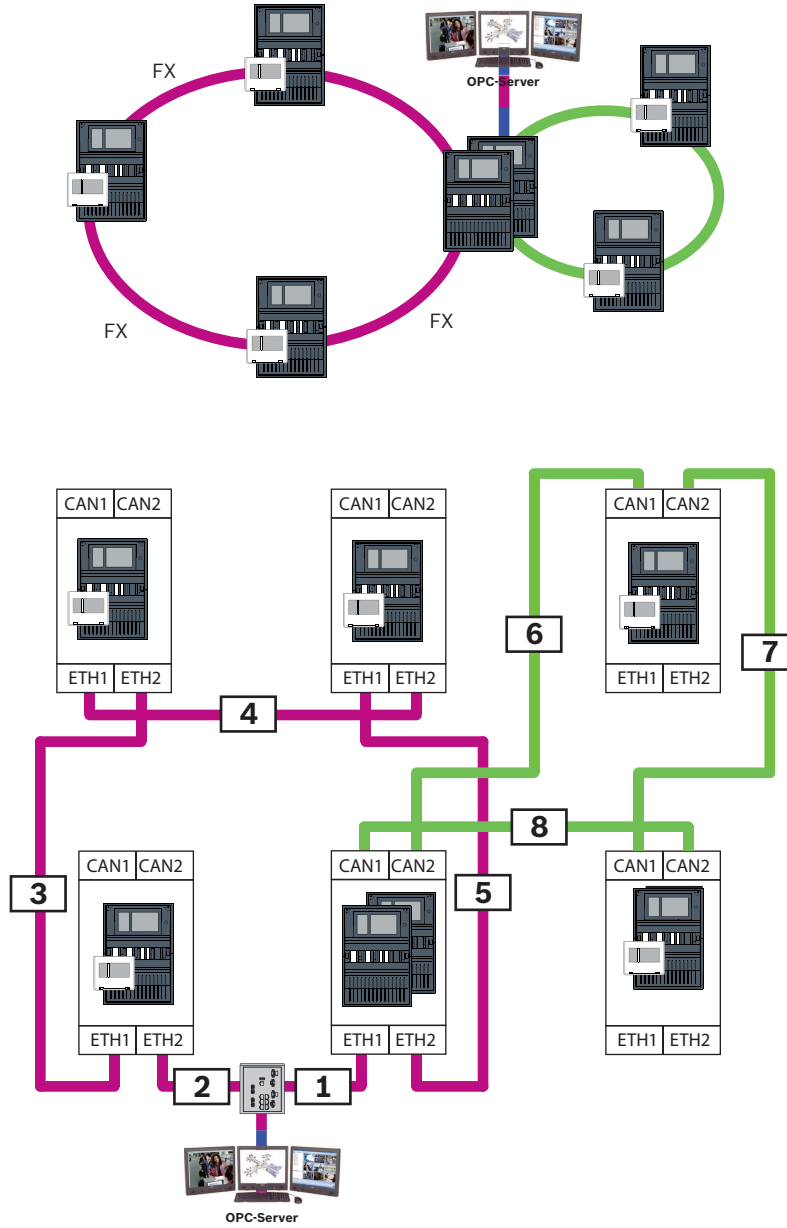 FX
OPC-Server
FX
FX
CAN1 CAN2
CAN1 CAN2
CAN1 CAN2
6
7
ETH1 ETH2
ETH1 ETH2
ETH1 ETH2
4
8
CAN1 CAN2
CAN1 CAN2
CAN1 CAN2
3
5
ETH1 ETH2
ETH1 ETH2
ETH1 ETH2
2
1
OPC-Server